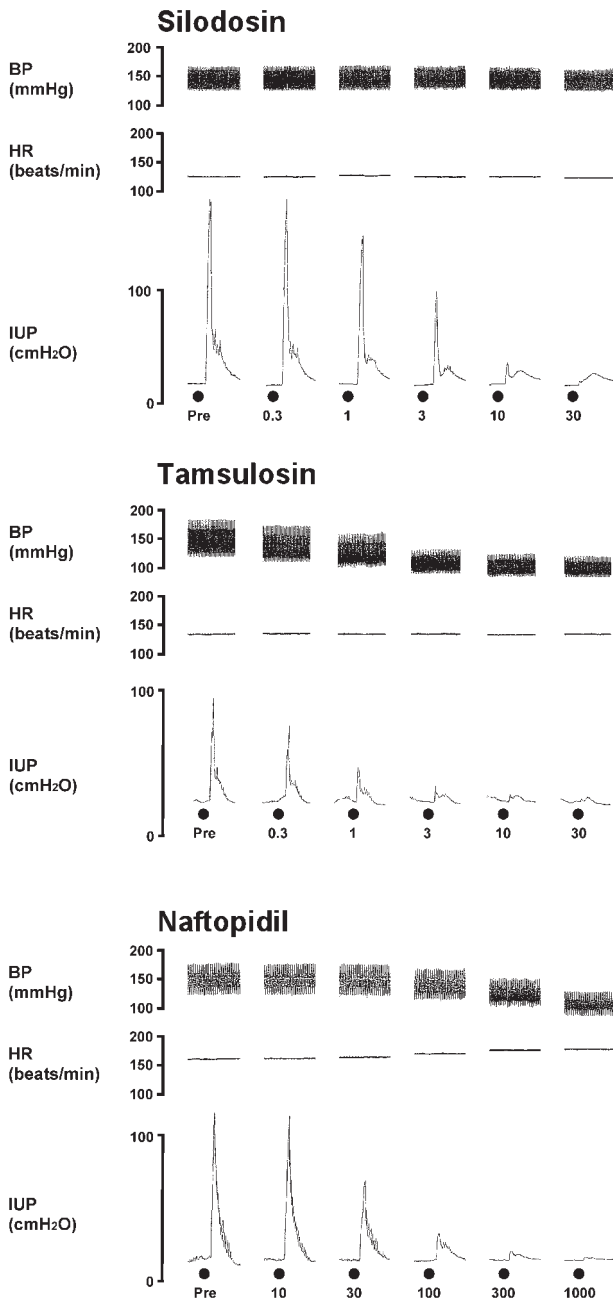 Silodosin
BP
(mmHg)
200
150
100
HR
(beats/min)
200
150
100
IUP
(cmH₂O)
100
0
Pre 0.3 1 3 10 30
Tamsulosin
BP
(mmHg)
200
150
100
HR
(beats/min)
200
150
100
IUP
(cmH₂O)
100
0
Pre 0.3 1 3 10 30
Naftopidil
BP
(mmHg)
200
150
100
HR
(beats/min)
200
150
100
IUP
(cmH₂O)
100
0
Pre 10 30 100 300 1000